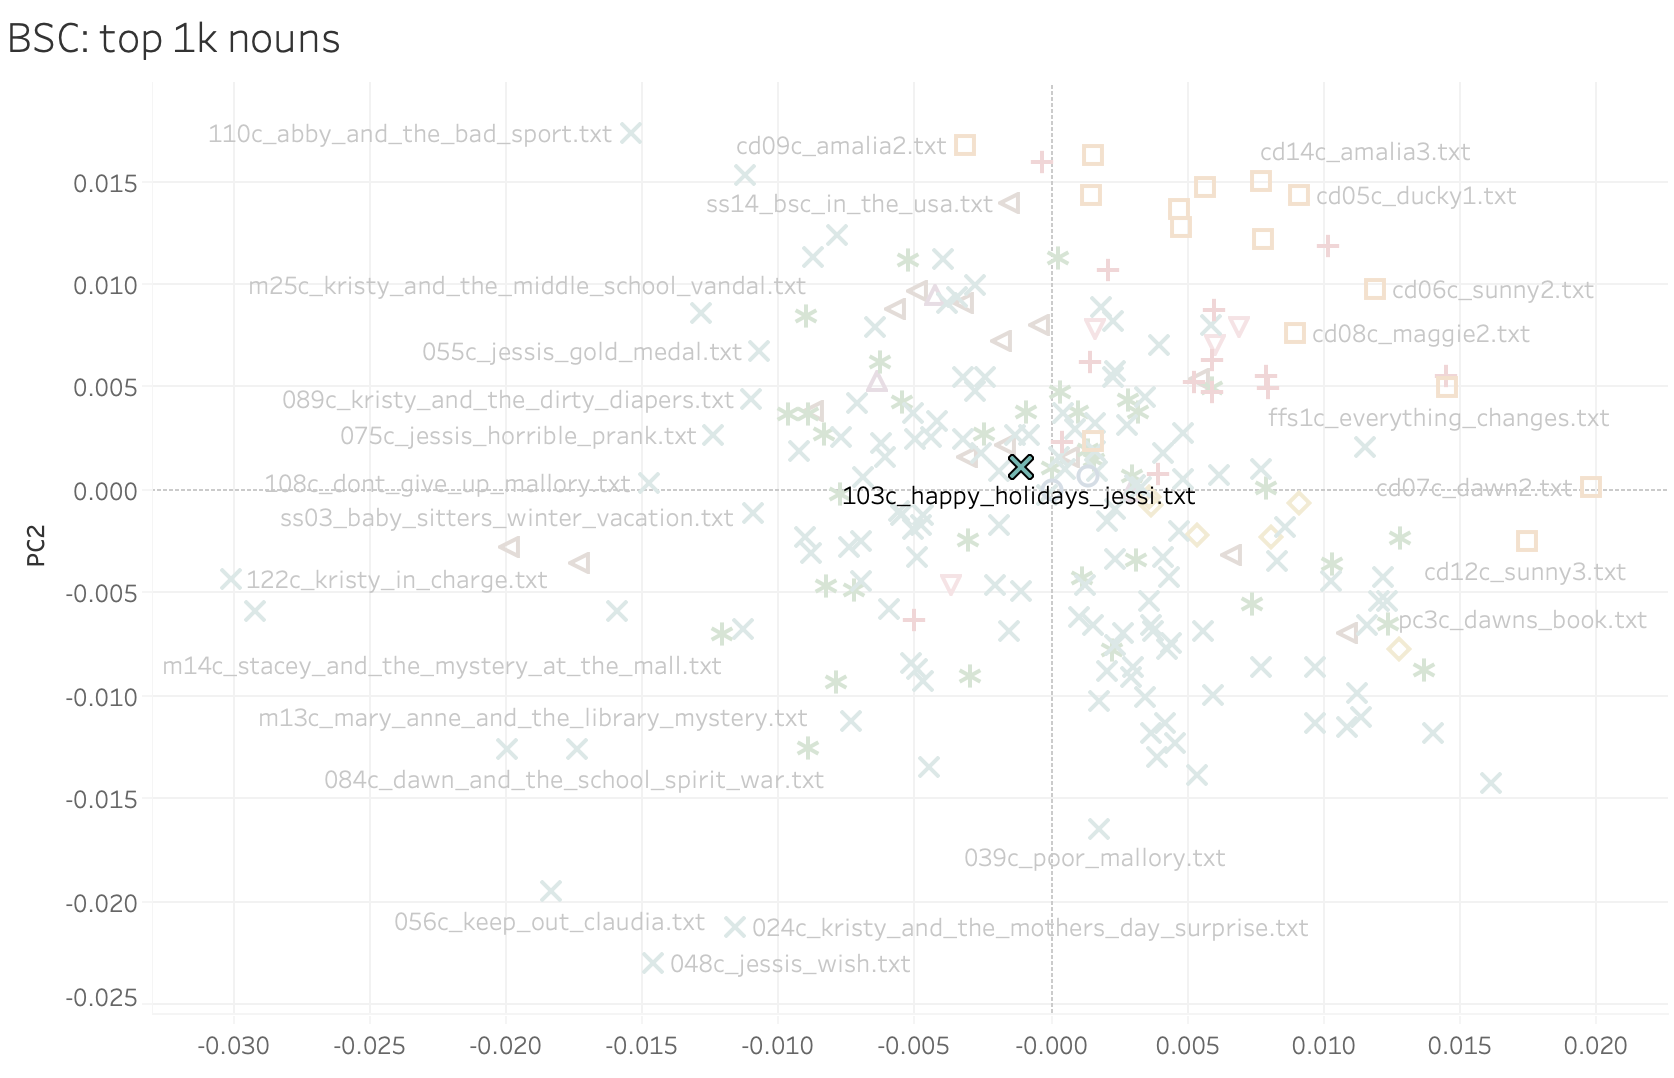 BSC: top 1k nouns
110c_abby_and_the_bad_sport.txt
cd09c_amalia2.txt
cd14c_amalia3.txt
0.015
ss14_bsc_in_the_usa.txt
cd05c_ducky1.txt
0.010
m25c_kristy_and_the_middle_school_vandal.txt
cd06c_sunny2.txt
cd08c_maggie2.txt
055c_jessis_gold_medal.txt
0.005
089c_kristy_and_the_dirty_diapers.txt
ffs1c_everything_changes.txt
075c_jessis_horrible_prank.txt
108c_dont_give_up_mallory.txt
0.000
103c_happy_holidays_jessi.txt
cd07c_dawn2.txt
ss03_baby_sitters_winter_vacation.txt
PC2
122c_kristy_in_charge.txt
cd12c_sunny3.txt
-0.005
pc3c_dawns_book.txt
m14c_stacey_and_the_mystery_at_the_mall.txt
-0.010
m13c_mary_anne_and_the_library_mystery.txt
084c_dawn_and_the_school_spirit_war.txt
-0.015
039c_poor_mallory.txt
-0.020
056c_keep_out_claudia.txt
024c_kristy_and_the_mothers_day_surprise.txt
048c_jessis_wish.txt
-0.025
-0.030 -0.025 -0.020 -0.015 -0.010 -0.005 -0.000 0.005 0.010 0.015 0.020